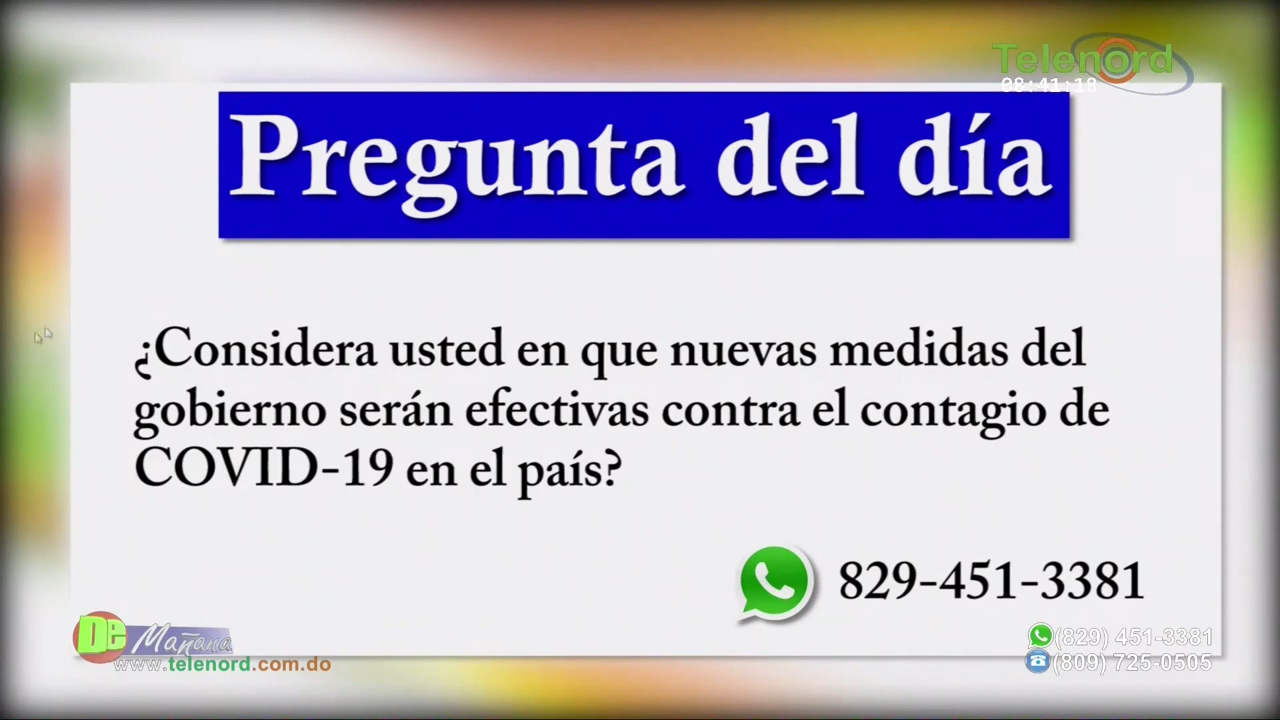 Telenord
08:41:18
Pregunta del día
¿Considera usted en que nuevas medidas del
gobierno serán efectivas contra el contagio de
COVID-19 en el país?
829-451-3381
De Mañana
www.telenord.com.do
(829) 451-3381
(809) 725-0505